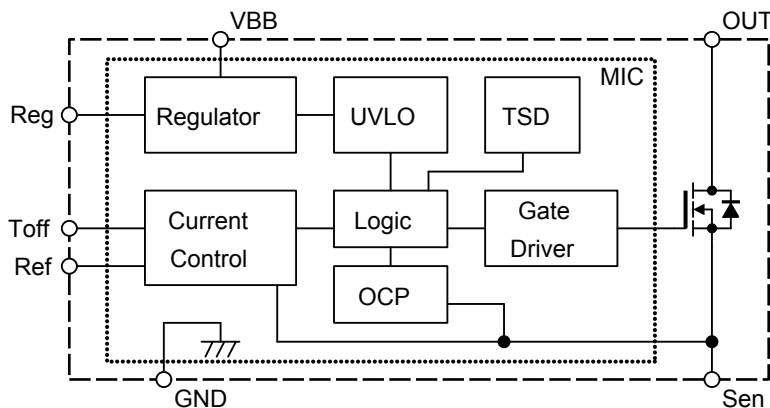 VBB
OUT
MIC
Reg
Regulator
UVLO
TSD
Toff
Ref
Current
Control
Logic
Gate
Driver
OCP
GND
Sen